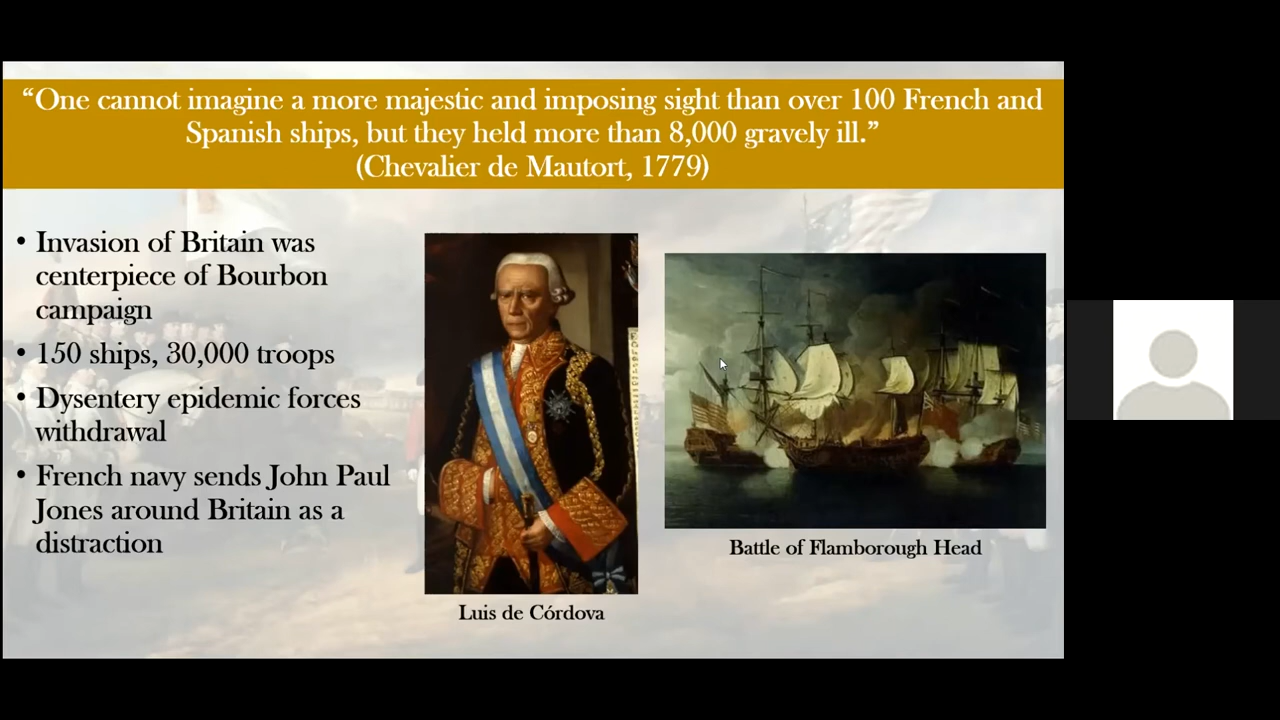 “One cannot imagine a more majestic and imposing sight than over 100 French and
Spanish ships, but they held more than 8,000 gravely ill.”
(Chevalier de Mautort, 1779)
• Invasion of Britain was
centerpiece of Bourbon
campaign
• 150 ships, 30,000 troops
• Dysentery epidemic forces
withdrawal
• French navy sends John Paul
Jones around Britain as a
distraction
Luis de Córdova
Battle of Flamborough Head